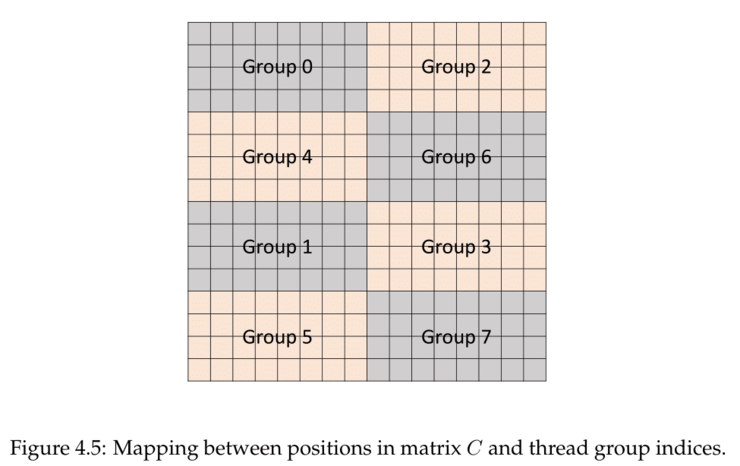 Group 0
Group 2
Group 4
Group 6
Group 1
Group 3
Group 5
Group 7
Figure 4.5: Mapping between positions in matrix C and thread group indices.